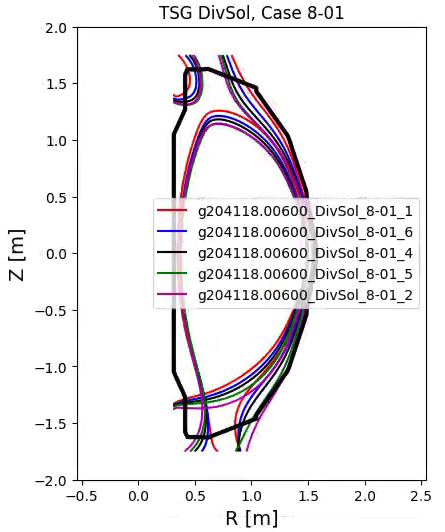 TSG DivSol, Case 8-01
2.0
1.5
1.0
0.5
0.0
−0.5
−1.0
−1.5
−2.0
Z [m]
g204118.00600_DivSol_8-01_1
g204118.00600_DivSol_8-01_6
g204118.00600_DivSol_8-01_4
g204118.00600_DivSol_8-01_5
g204118.00600_DivSol_8-01_2
−0.5 0.0 0.5 1.0 1.5 2.0 2.5
R [m]